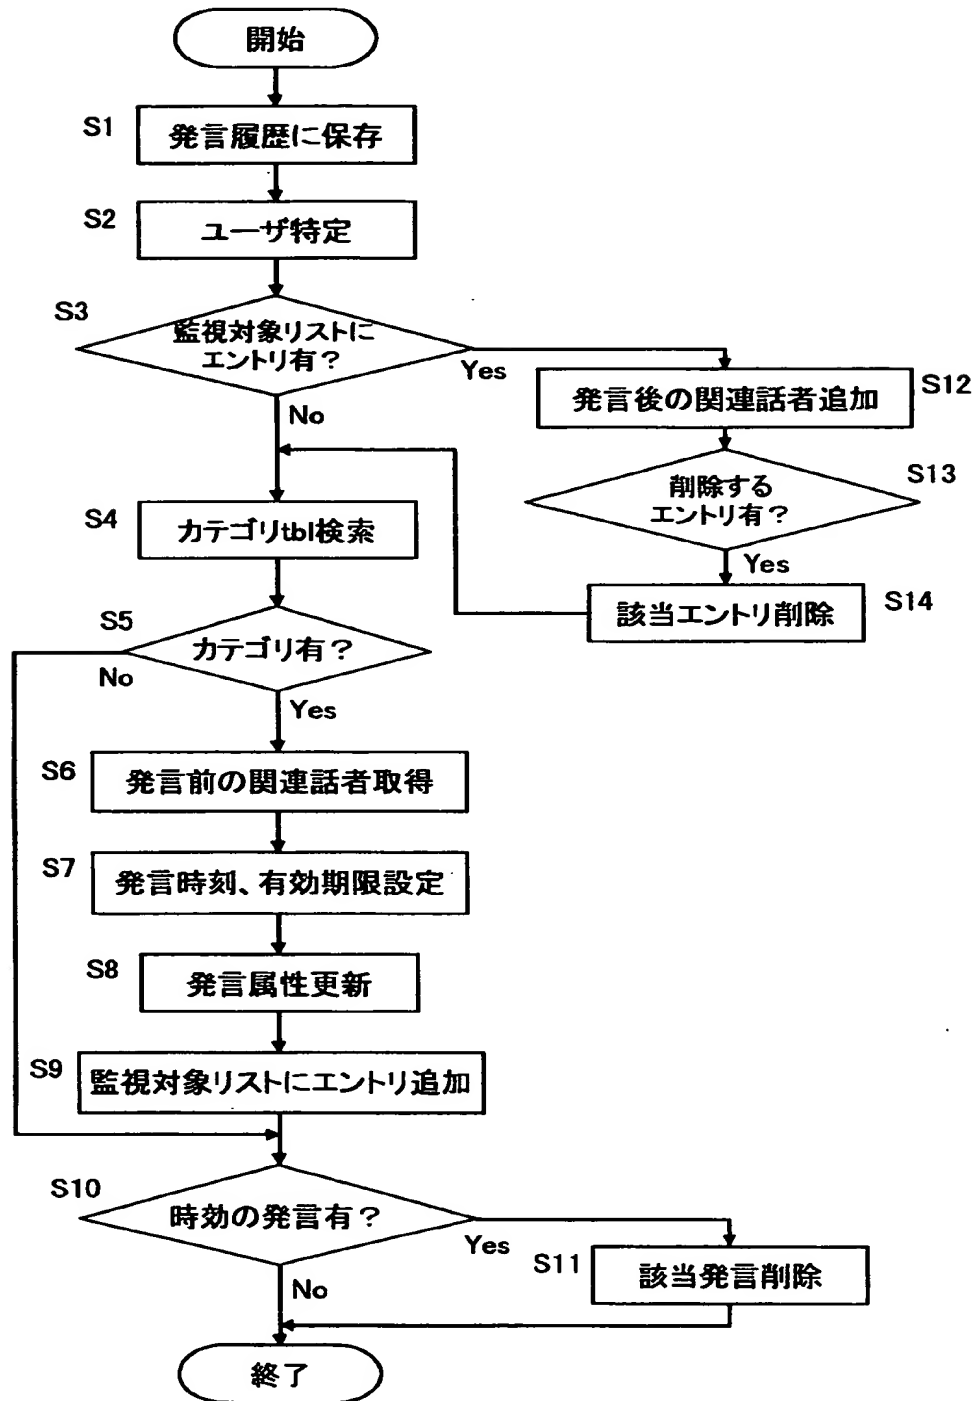 開始
S1
発言履歴に保存
S2
ユーザ特定
S3
監視対象リストに
エントリ有？
Yes
No
S12
発言後の関連話者追加
S13
削除する
エントリ有？
Yes
S14
該当エントリ削除
S4
カテゴリtbl検索
S5
カテゴリ有？
No
Yes
S6
発言前の関連話者取得
S7
発言時刻、有効期限設定
S8
発言属性更新
S9
監視対象リストにエントリ追加
S10
時効の発言有？
Yes
No
S11
該当発言削除
終了